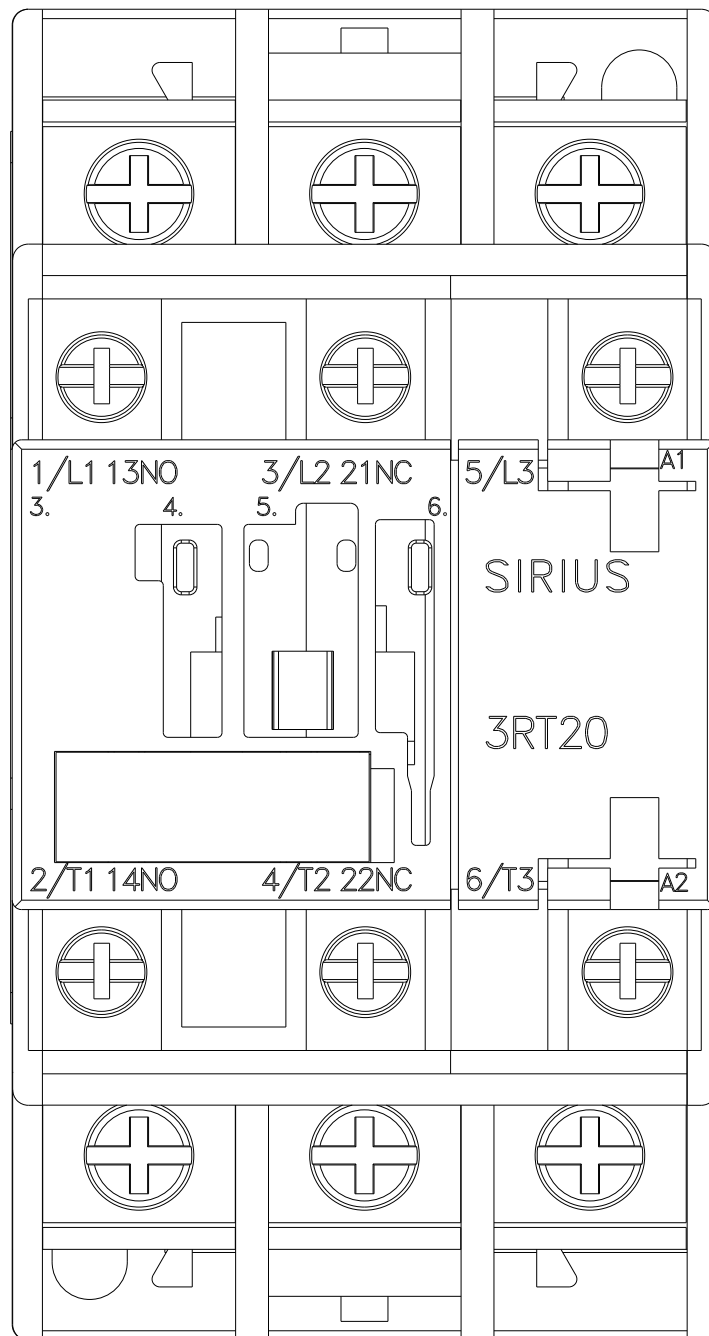 1/L1 13NO 3/L2 21NC 5/L3 A1
3. 4. 5. 6.
SIRIUS
3RT20
2/T1 14NO 4/T2 22NC 6/T3 A2